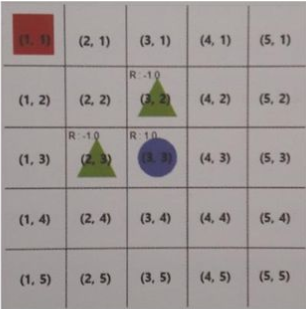 (1, 1) (2, 1) (3, 1) (4, 1) (5, 1)
R : -1.0
(1, 2) (2, 2) (3, 2) (4, 2) (5, 2)
R : -1.0 R : 1.0
(1, 3) (2, 3) (3, 3) (4, 3) (5, 3)
(1, 4) (2, 4) (3, 4) (4, 4) (5, 4)
(1, 5) (2, 5) (3, 5) (4, 5) (5, 5)